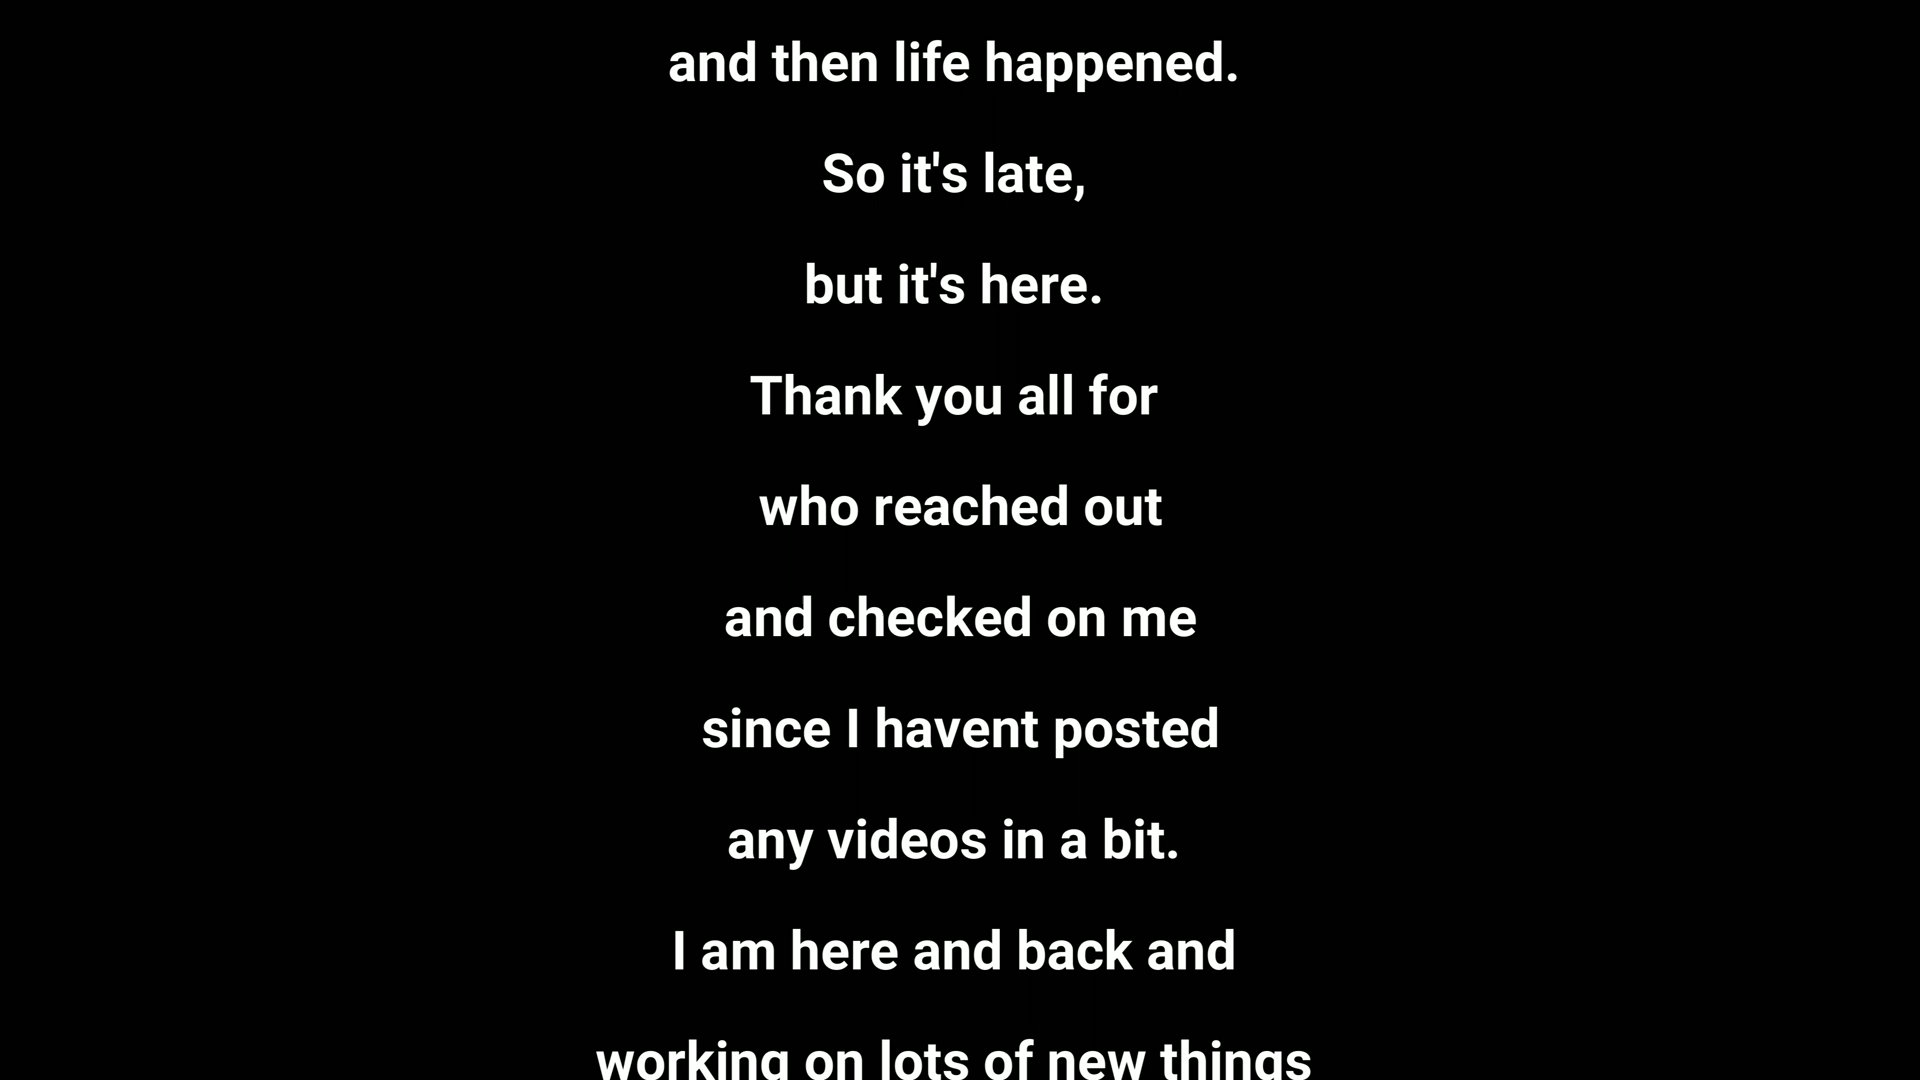 and then life happened.
So it's late,
but it's here.
Thank you all for
who reached out
and checked on me
since I havent posted
any videos in a bit.
I am here and back and
working on lots of new things